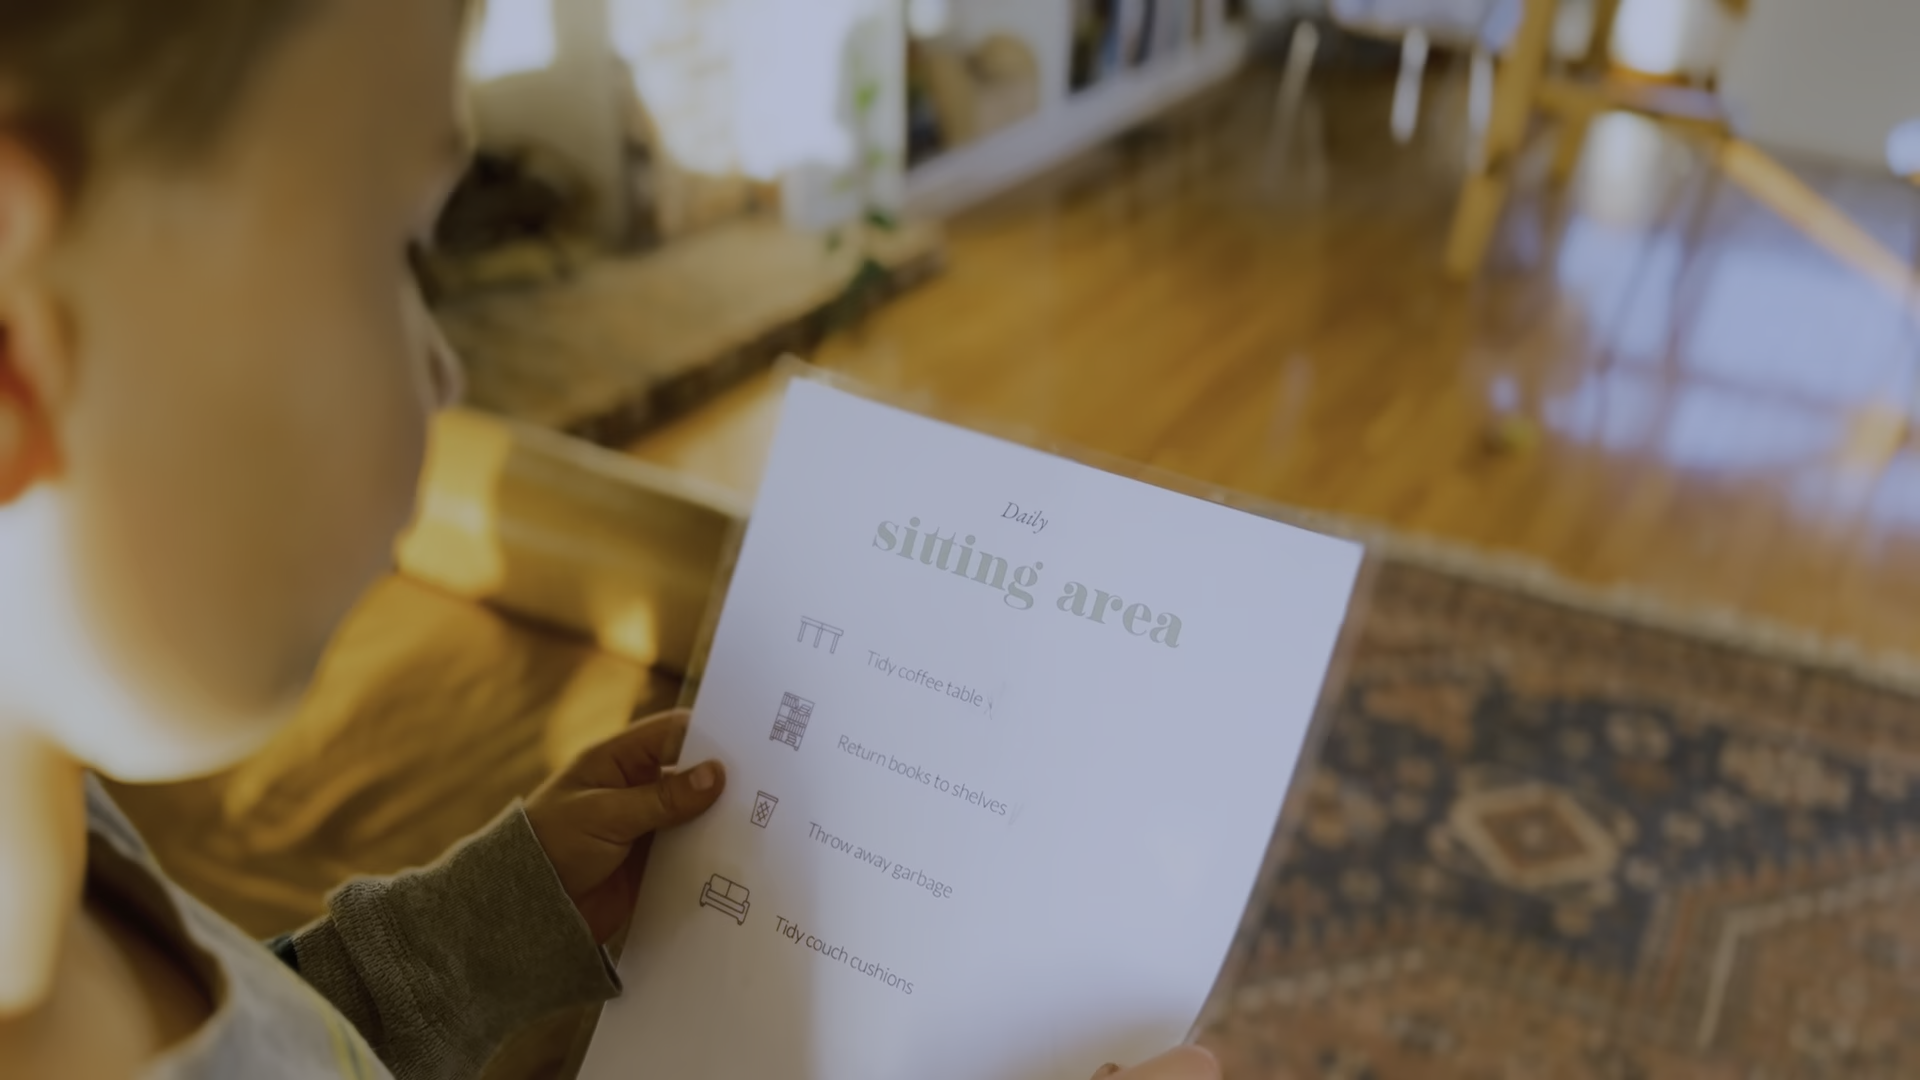 Daily
sitting area
Tidy coffee table
Return books to shelves
Throw away garbage
Tidy couch cushions